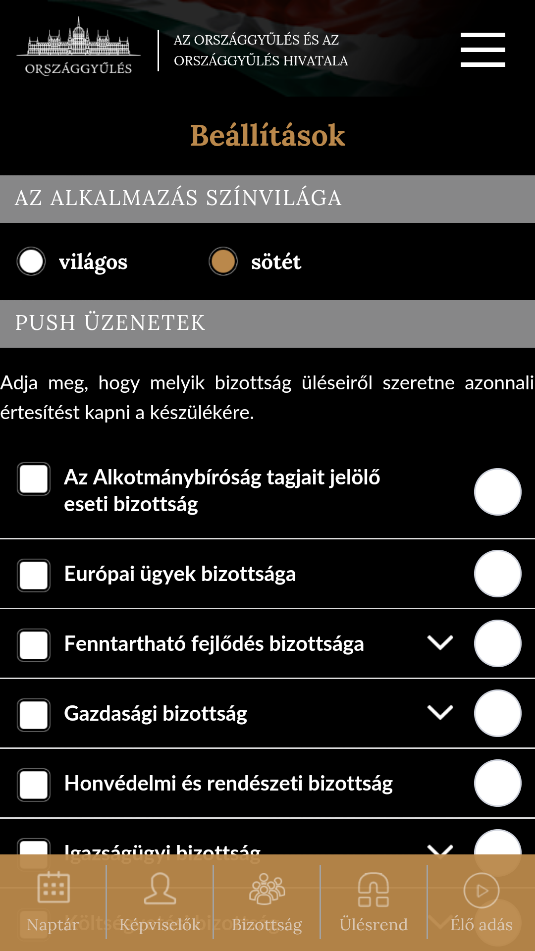 ORSZÁGGYŰLÉS
AZ ORSZÁGGYŰLÉS ÉS AZ
ORSZÁGGYŰLÉS HIVATALA
Beállítások
AZ ALKALMAZÁS SZÍNVILÁGA
világos
sötét
PUSH ÜZENETEK
Adja meg, hogy melyik bizottság üléseiről szeretne azonnali
értesítést kapni a készülékére.
Az Alkotmánybíróság tagjait jelölő
eseti bizottság
Európai ügyek bizottsága
Fenntartható fejlődés bizottsága
Gazdasági bizottság
Honvédelmi és rendészeti bizottság
Igazságügyi bizottság
Naptár
Képviselők
Bizottság
Ülésrend
Élő adás